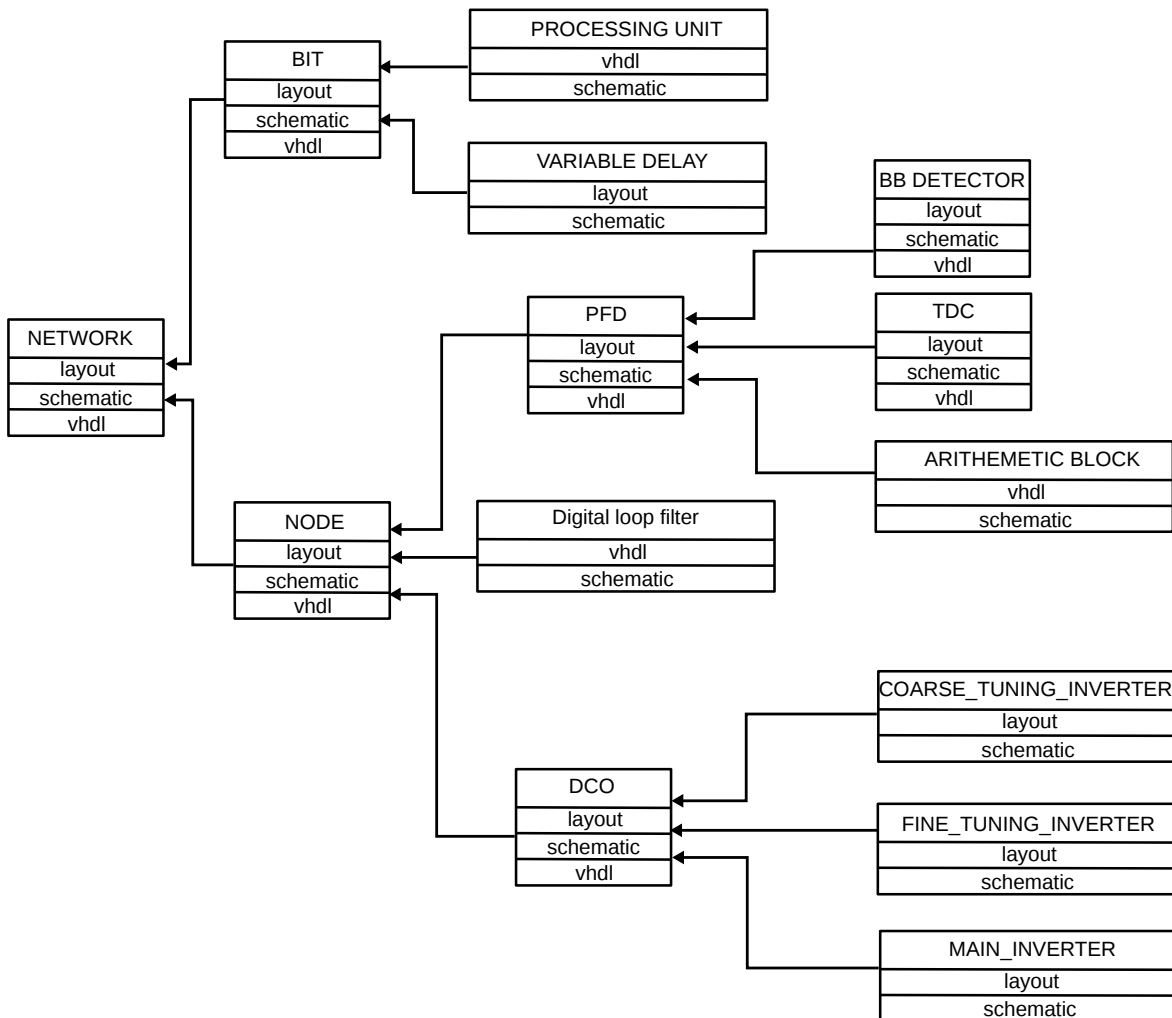 PROCESSING UNIT
vhdl
schematic
BIT
layout
schematic
vhdl
VARIABLE DELAY
layout
schematic
BB DETECTOR
layout
schematic
vhdl
PFD
layout
schematic
vhdl
TDC
layout
schematic
vhdl
NETWORK
layout
schematic
vhdl
ARITHEMETIC BLOCK
vhdl
schematic
NODE
layout
schematic
vhdl
Digital loop filter
vhdl
schematic
COARSE_TUNING_INVERTER
layout
schematic
DCO
layout
schematic
vhdl
FINE_TUNING_INVERTER
layout
schematic
MAIN_INVERTER
layout
schematic